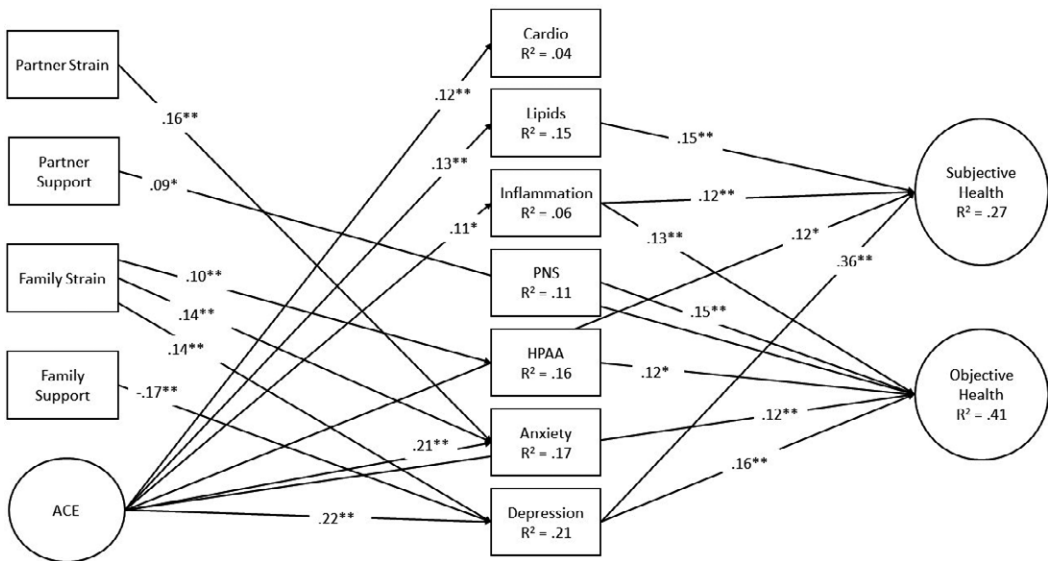 Partner Strain
Partner
Support
Family Strain
Family
Support
ACE
.16**
.09*
.10**
.14**
.14**
-.17**
.12**
.13**
.11*
.21**
.22**
Cardio
R² = .04
Lipids
R² = .15
Inflammation
R² = .06
PNS
R² = .11
HPAA
R² = .16
Anxiety
R² = .17
Depression
R² = .21
.15**
.12**
.13**
.12*
.36**
.15**
.12*
.12**
.16**
Subjective
Health
R² = .27
Objective
Health
R² = .41